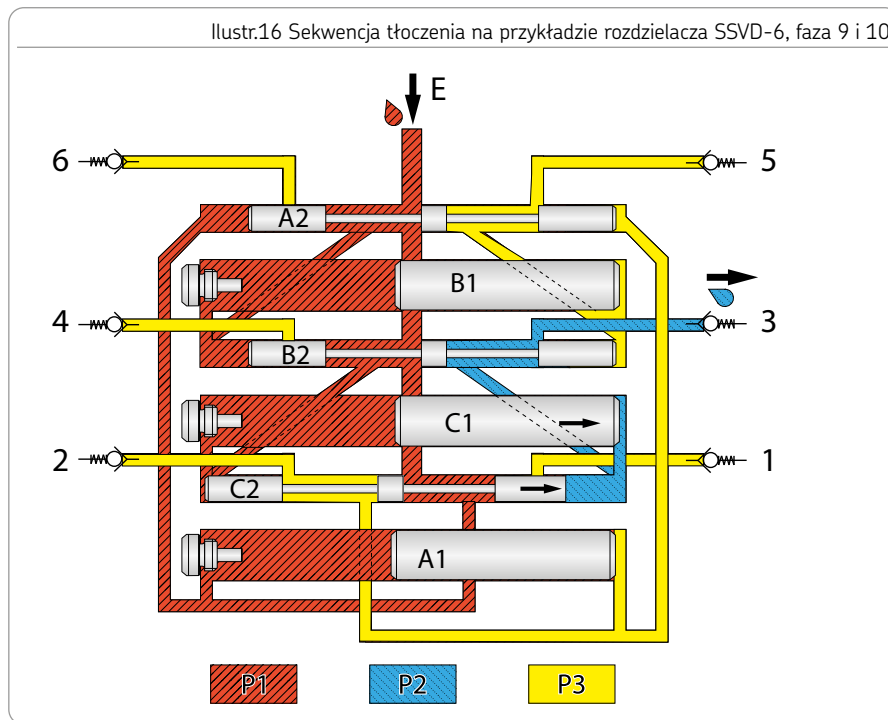 Ilustr.16 Sekwencja tłoczenia na przykładzie rozdzielacza SSVD-6, faza 9 i 10
E
6
5
A2
B1
4
3
B2
C1
2
1
C2
A1
P1
P2
P3